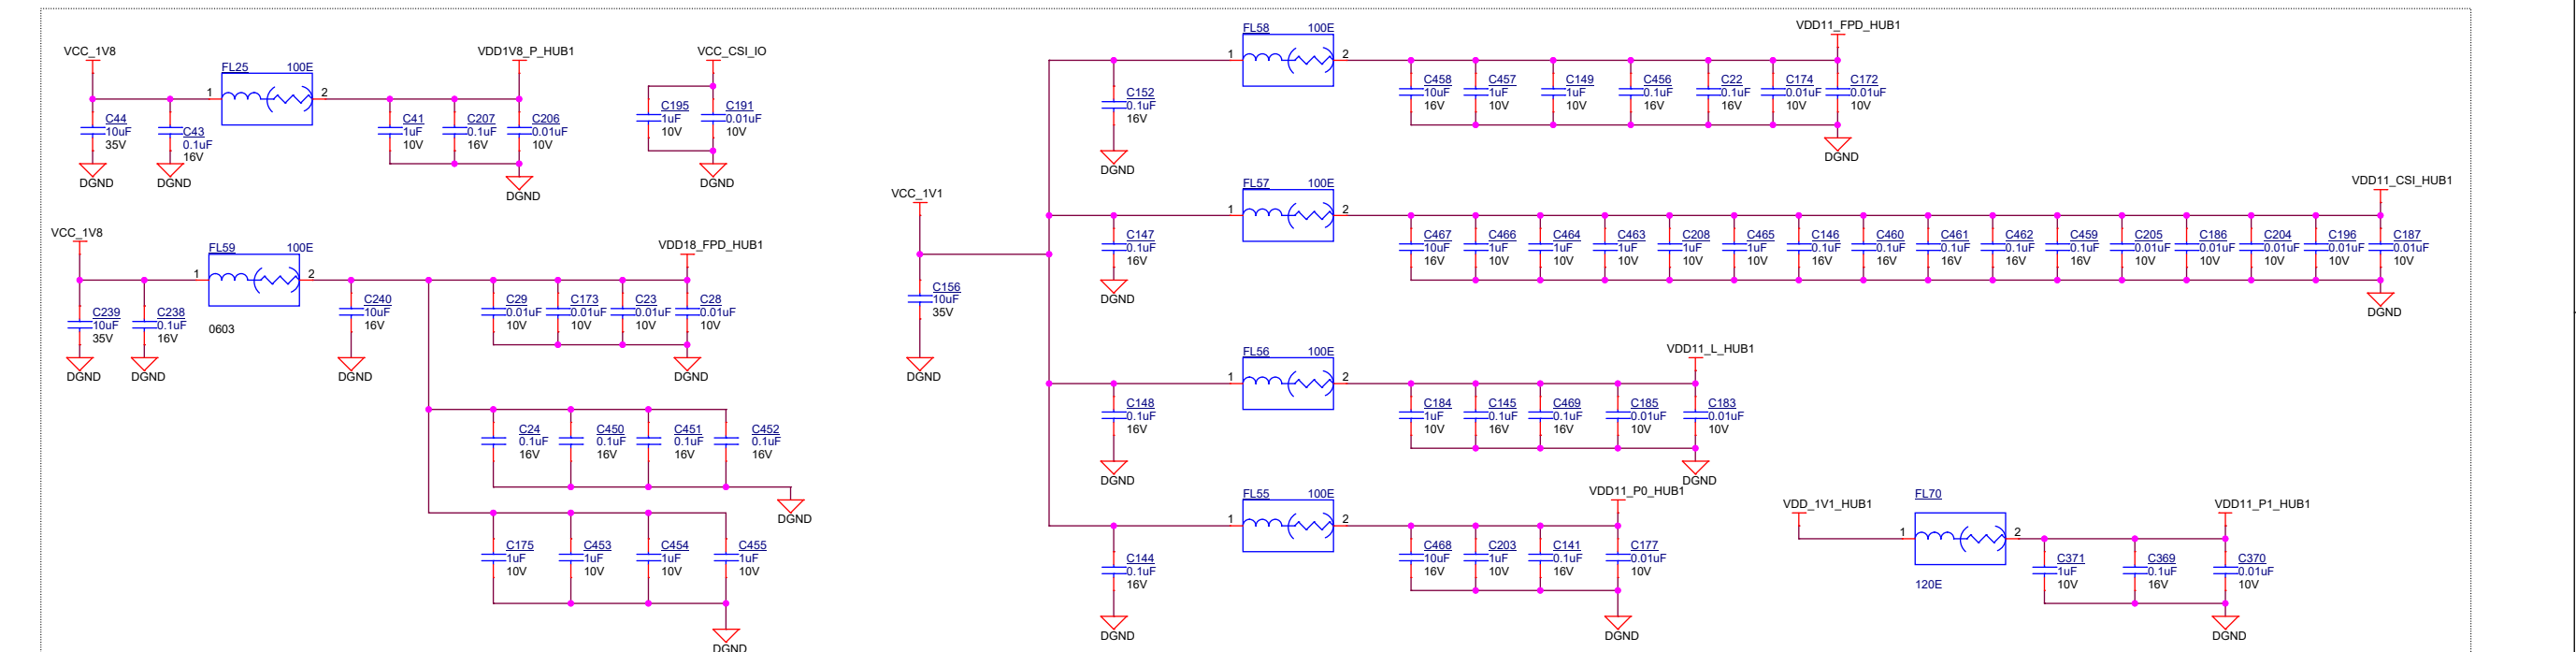 VCC_1V8
FL25 100E
VDD1V8_P_HUB1
1
2
C44
10uF
35V
C43
0.1uF
16V
C41
1uF
10V
C207
0.1uF
16V
C206
0.01uF
10V
DGND
DGND
DGND
VCC_CSI_IO
C195
1uF
10V
C191
0.01uF
10V
DGND
VCC_1V8
FL59 100E
VDD18_FPD_HUB1
1
2
0603
C239
10uF
35V
C238
0.1uF
16V
C240
10uF
16V
C29
0.01uF
10V
C173
0.01uF
10V
C23
0.01uF
10V
C28
0.01uF
10V
DGND
DGND
DGND
DGND
C24
0.1uF
16V
C450
0.1uF
16V
C451
0.1uF
16V
C452
0.1uF
16V
DGND
C175
1uF
10V
C453
1uF
10V
C454
1uF
10V
C455
1uF
10V
DGND
VCC_1V1
C156
10uF
35V
DGND
FL58 100E
VDD11_FPD_HUB1
1
2
C152
0.1uF
16V
DGND
C458
10uF
16V
C457
1uF
10V
C149
1uF
10V
C456
0.1uF
16V
C22
0.1uF
16V
C174
0.01uF
10V
C172
0.01uF
10V
DGND
FL57 100E
VDD11_CSI_HUB1
1
2
C147
0.1uF
16V
DGND
C467
10uF
16V
C466
1uF
10V
C464
1uF
10V
C463
1uF
10V
C208
1uF
10V
C465
1uF
10V
C146
0.1uF
16V
C460
0.1uF
16V
C461
0.1uF
16V
C462
0.1uF
16V
C459
0.1uF
16V
C205
0.01uF
10V
C186
0.01uF
10V
C204
0.01uF
10V
C196
0.01uF
10V
C187
0.01uF
10V
DGND
FL56 100E
VDD11_L_HUB1
1
2
C148
0.1uF
16V
DGND
C184
1uF
10V
C145
0.1uF
16V
C469
0.1uF
16V
C185
0.01uF
10V
C183
0.01uF
10V
DGND
FL55 100E
VDD11_P0_HUB1
1
2
C144
0.1uF
16V
DGND
C468
10uF
16V
C203
1uF
10V
C141
0.1uF
16V
C177
0.01uF
10V
DGND
VDD_1V1_HUB1
FL70
VDD11_P1_HUB1
1
2
120E
C371
1uF
10V
C369
0.1uF
16V
C370
0.01uF
10V
DGND